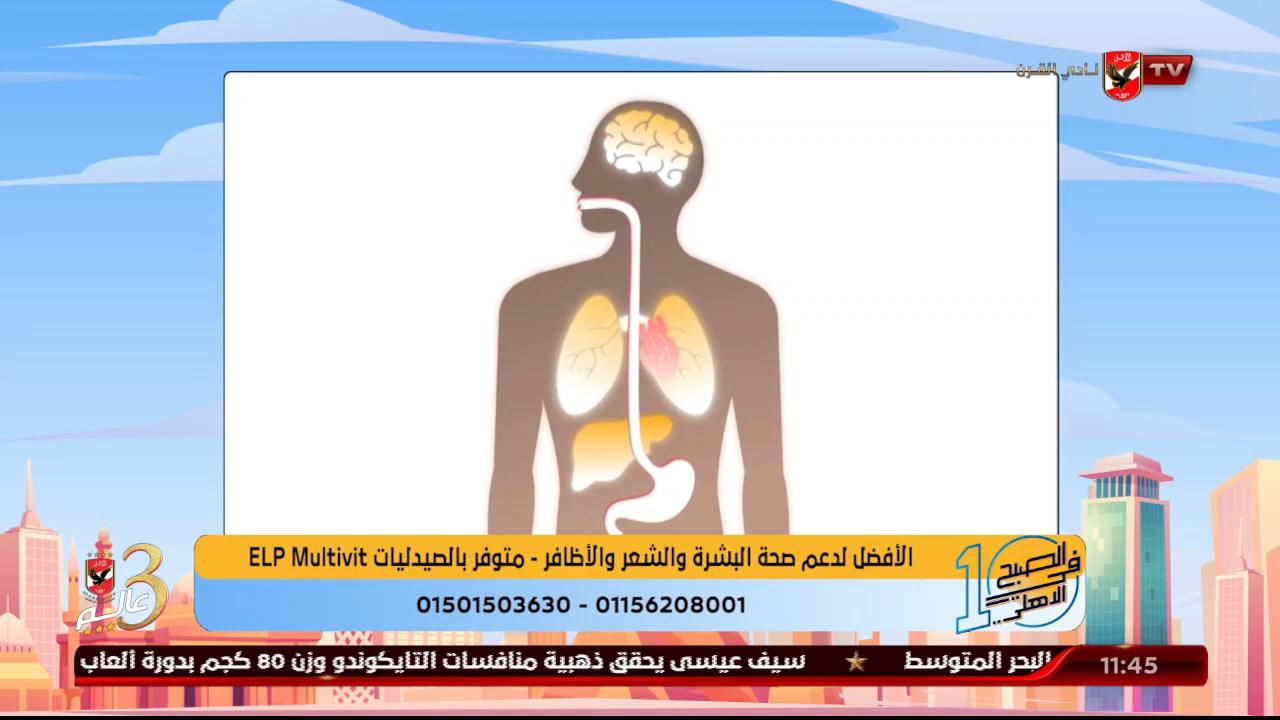 نادي القرن
TV
الأفضل لدعم صحة البشرة والشعر والأظافر - متوفر بالصيدليات ELP Multivit
01501503630 - 01156208001
10 الصبح في الأهلي..
3 عالم
البحر المتوسط ★ سيف عيسى يحقق ذهبية منافسات التايكوندو وزن 80 كجم بدورة ألعاب
11:45